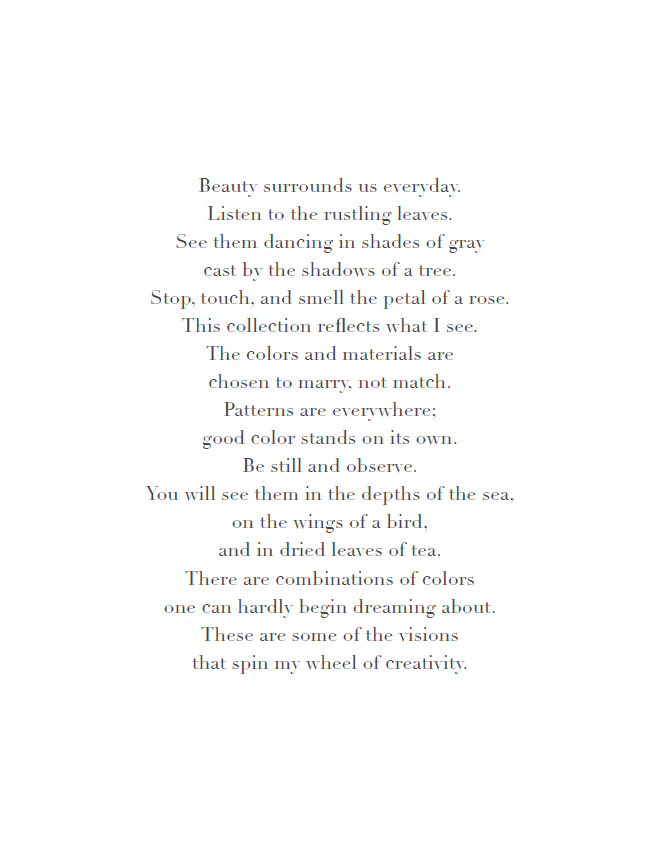 Beauty surrounds us everyday.
Listen to the rustling leaves.
See them dancing in shades of gray
cast by the shadows of a tree.
Stop, touch, and smell the petal of a rose.
This collection reflects what I see.
The colors and materials are
chosen to marry, not match.
Patterns are everywhere;
good color stands on its own.
Be still and observe.
You will see them in the depths of the sea,
on the wings of a bird,
and in dried leaves of tea.
There are combinations of colors
one can hardly begin dreaming about.
These are some of the visions
that spin my wheel of creativity.